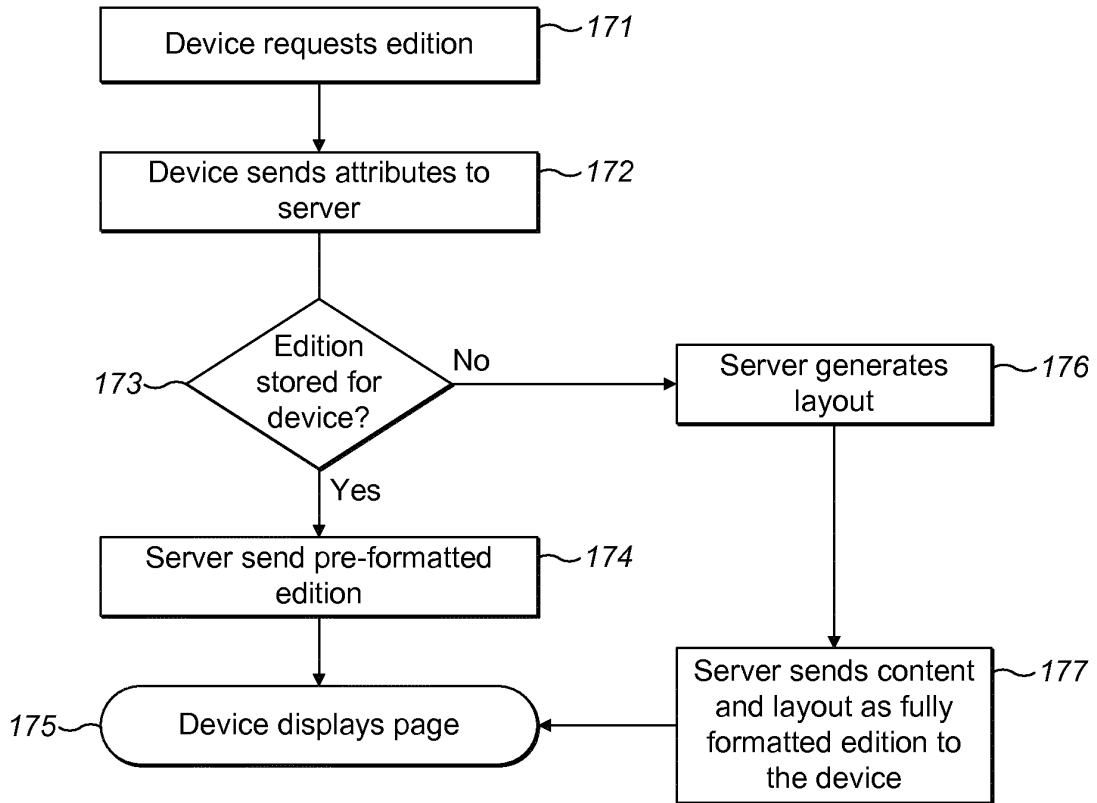 Device requests edition
171
Device sends attributes to
server
172
Edition
stored for
device?
173
No
Yes
Server generates
layout
176
Server send pre-formatted
edition
174
Server sends content
and layout as fully
formatted edition to
the device
177
Device displays page
175